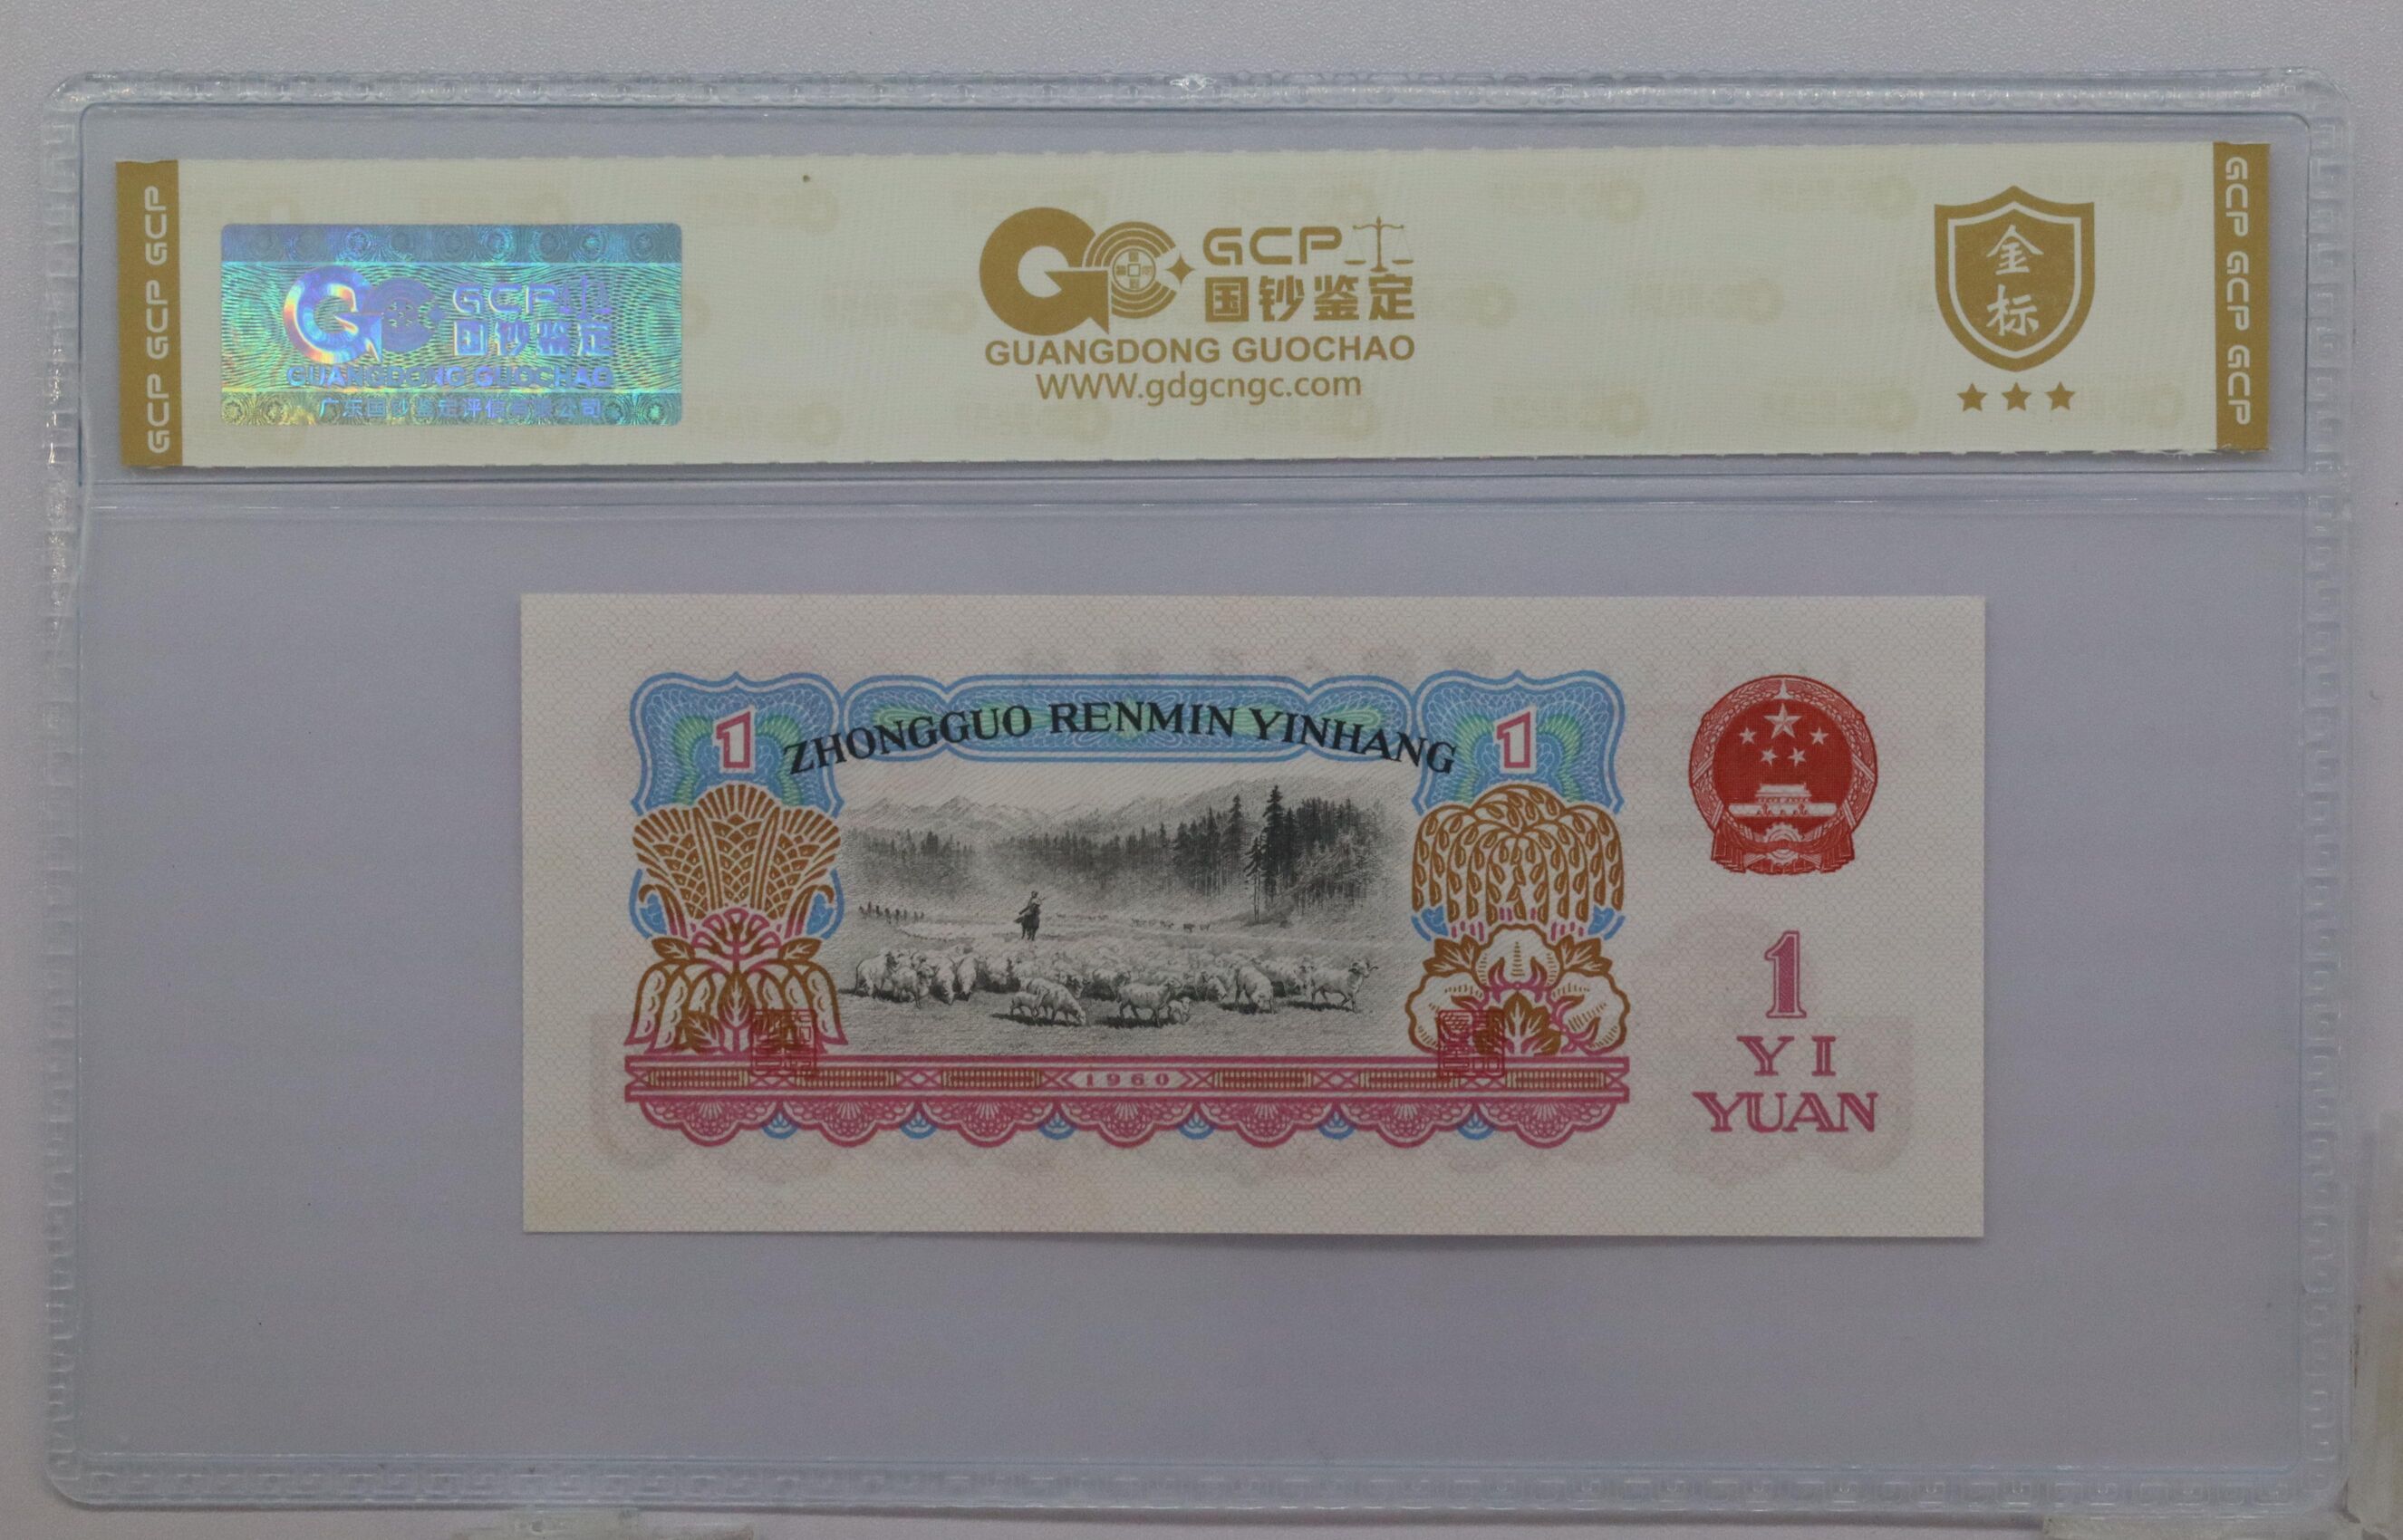 GCP GCP GCP
GCP
国钞鉴定
GUANGDONG GUOCHAO
广东国钞鉴定评估有限公司
GCP
国钞鉴定
GUANGDONG GUOCHAO
WWW.gdgcngc.com
金
标
GCP GCP GCP
1
ZHONGGUO RENMIN YINHANG
1
1
YI
YUAN
1960